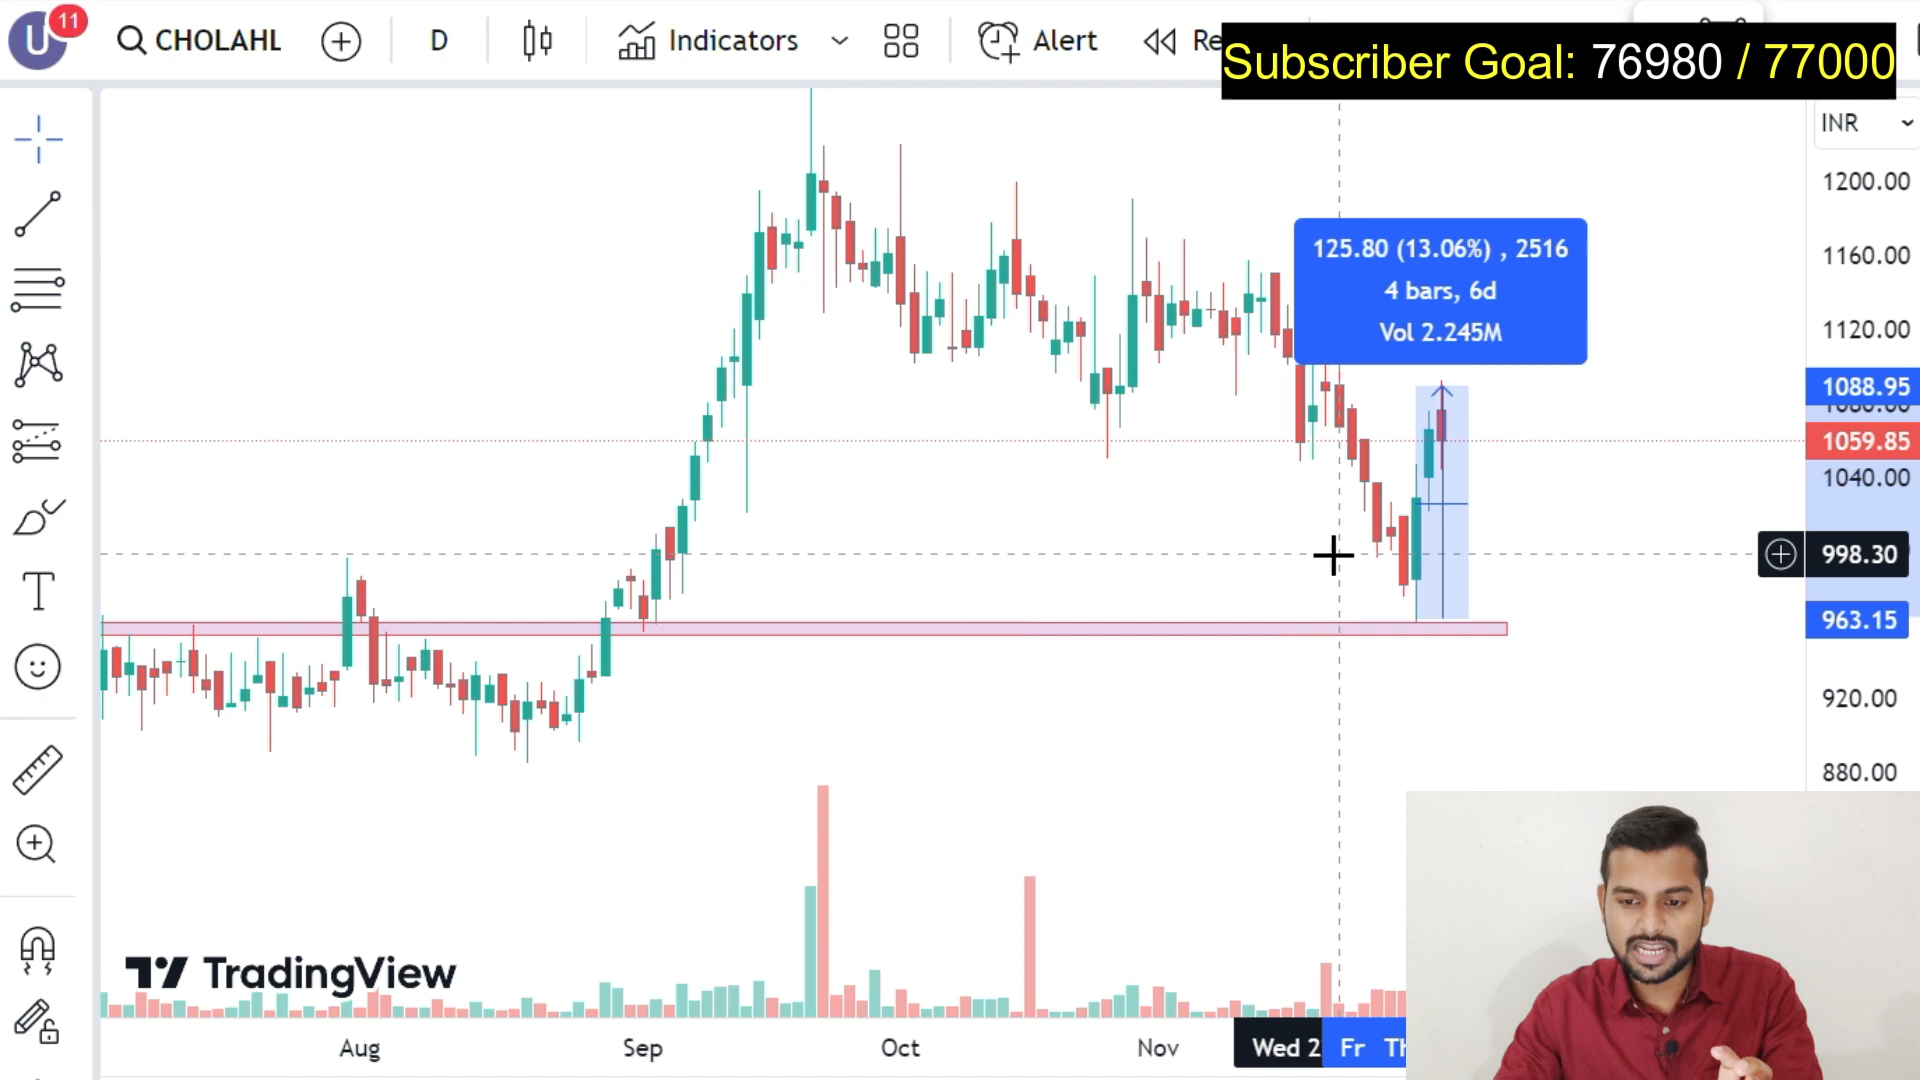 U
11
CHOLAHL
D
Indicators
Alert
Re
Subscriber Goal: 76980 / 77000
INR
1200.00
1160.00
1120.00
125.80 (13.06%) , 2516
4 bars, 6d
Vol 2.245M
1088.95
1059.85
1040.00
998.30
963.15
920.00
880.00
TradingView
Aug
Sep
Oct
Nov
Wed 2
Fr
Th